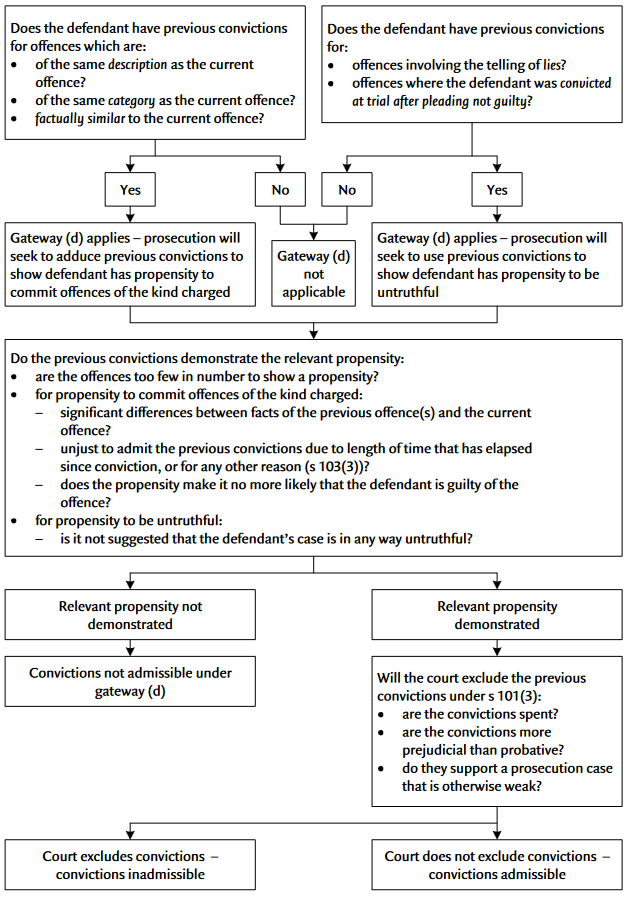 Does the defendant have previous convictions
for offences which are:
• of the same description as the current
offence?
• of the same category as the current offence?
• factually similar to the current offence?
Does the defendant have previous convictions
for:
• offences involving the telling of lies?
• offences where the defendant was convicted
at trial after pleading not guilty?
Yes
No
No
Yes
Gateway (d) applies – prosecution will
seek to adduce previous convictions to
show defendant has propensity to
commit offences of the kind charged
Gateway (d)
not
applicable
Gateway (d) applies – prosecution will
seek to use previous convictions to
show defendant has propensity to be
untruthful
Do the previous convictions demonstrate the relevant propensity:
• are the offences too few in number to show a propensity?
• for propensity to commit offences of the kind charged:
– significant differences between facts of the previous offence(s) and the current
offence?
– unjust to admit the previous convictions due to length of time that has elapsed
since conviction, or for any other reason (s 103(3))?
– does the propensity make it no more likely that the defendant is guilty of the
offence?
• for propensity to be untruthful:
– is it not suggested that the defendant’s case is in any way untruthful?
Relevant propensity not
demonstrated
Relevant propensity
demonstrated
Convictions not admissible under
gateway (d)
Will the court exclude the previous
convictions under s 101(3):
• are the convictions spent?
• are the convictions more
prejudicial than probative?
• do they support a prosecution case
that is otherwise weak?
Court excludes convictions –
convictions inadmissible
Court does not exclude convictions –
convictions admissible